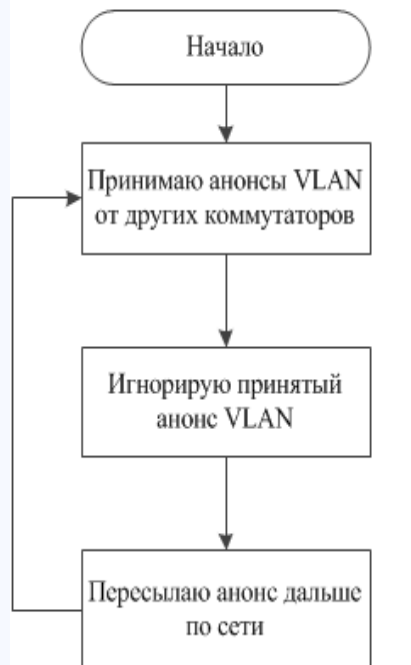 Начало
Принимаю анонсы VLAN
от других коммутаторов
Игнорирую принятый
анонс VLAN
Пересылаю анонс дальше
по сети